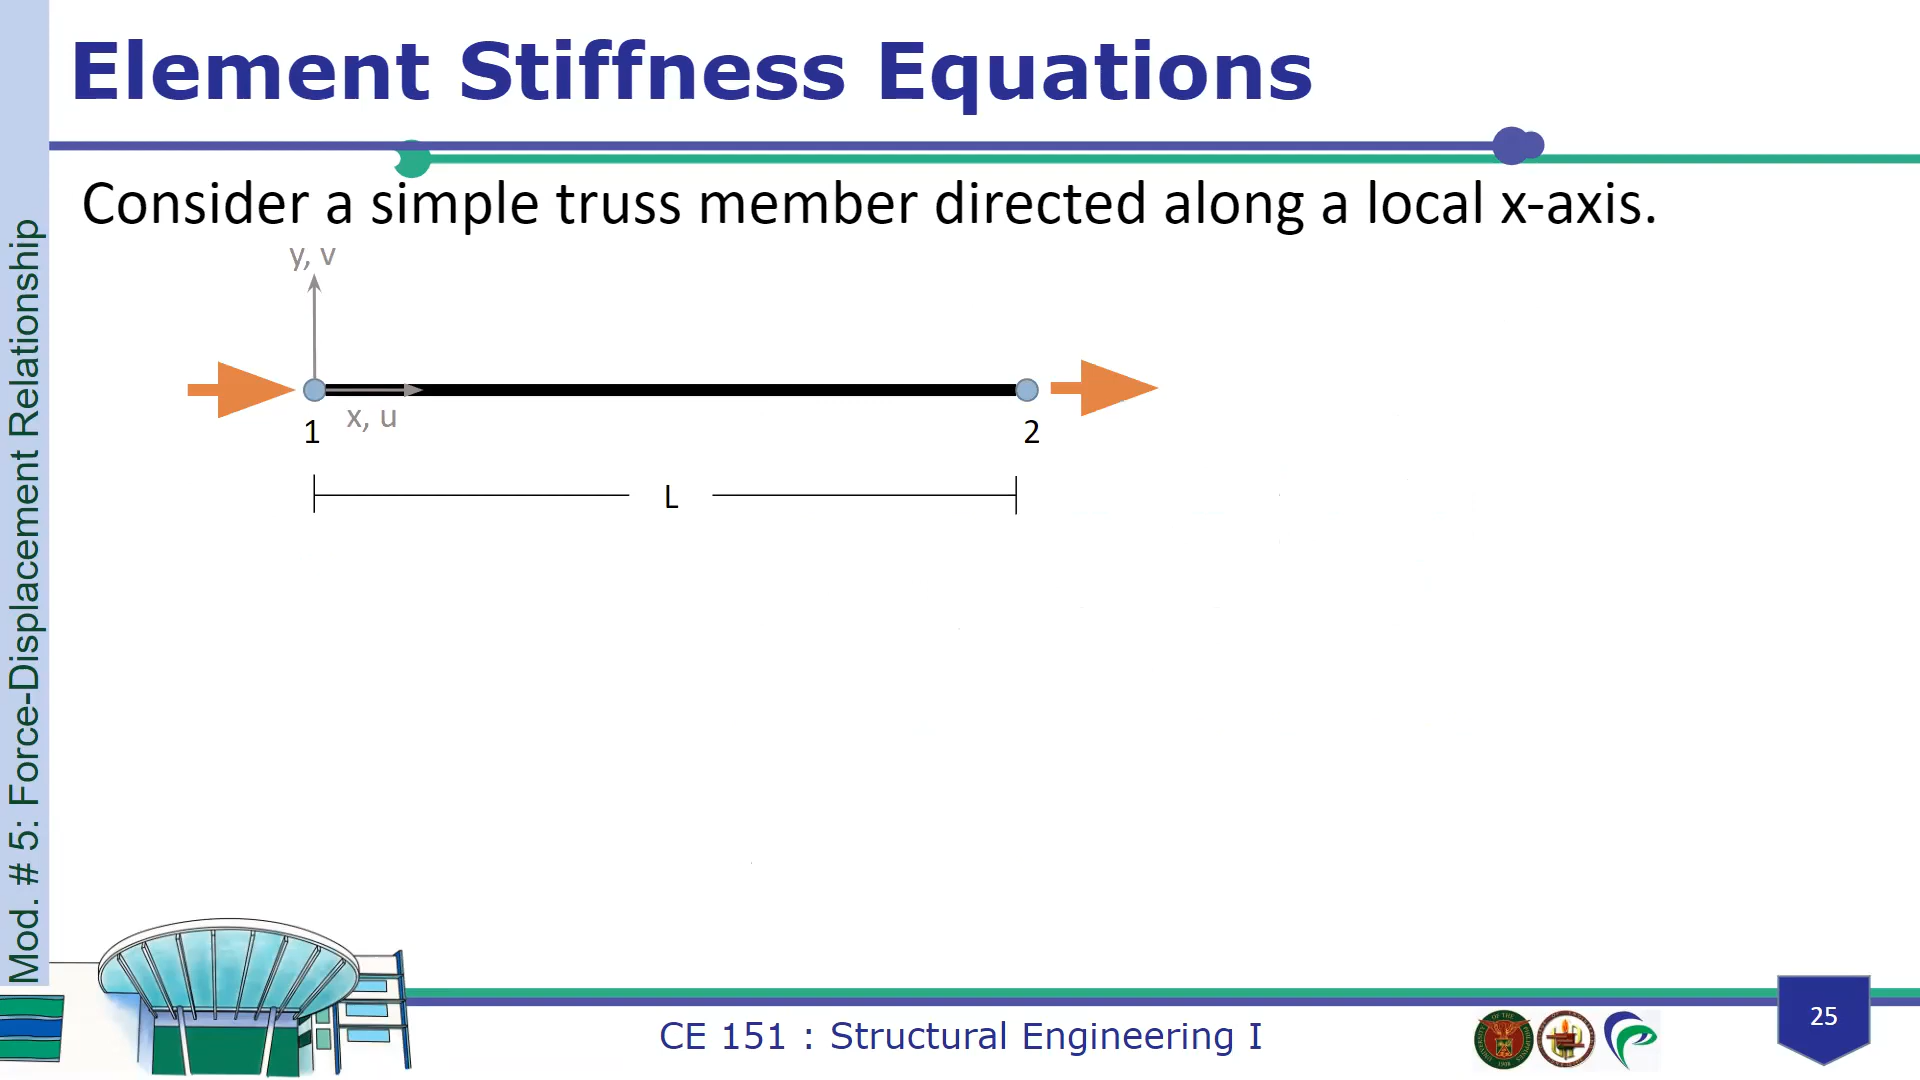 Element Stiffness Equations
Consider a simple truss member directed along a local x-axis.
y, v
x, u
1
2
L
Mod. # 5: Force-Displacement Relationship
CE 151 : Structural Engineering I
25